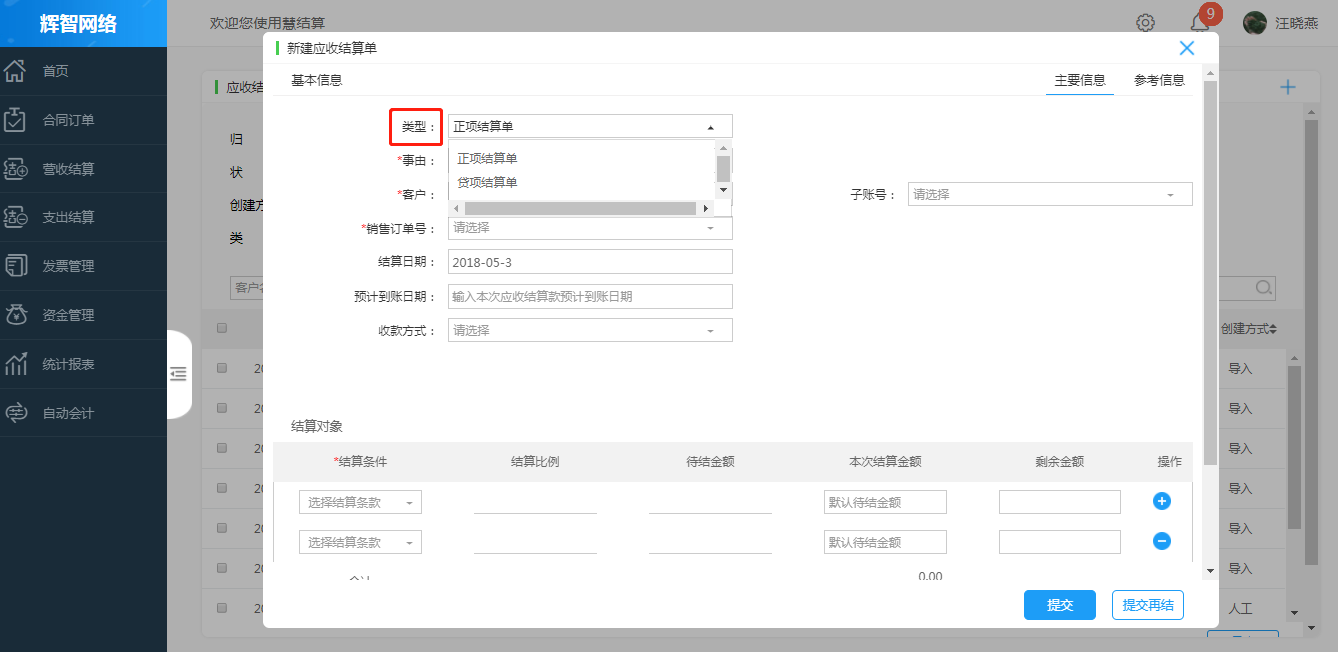 辉智网络
欢迎您使用慧结算
9
汪晓燕
首页
合同订单
营收结算
支出结算
发票管理
资金管理
统计报表
自动会计
应收结
归
状
创建方
类
客户
创建方式
20 导入
20 导入
20 导入
20 导入
20 导入
20 导入
20 人工
新建应收结算单
基本信息
主要信息
参考信息
类型： 正项结算单
正项结算单
贷项结算单
*事由：
*客户：
子账号： 请选择
*销售订单号： 请选择
结算日期： 2018-05-3
预计到账日期： 输入本次应收结算款预计到账日期
收款方式： 请选择
结算对象
*结算条件 结算比例 待结金额 本次结算金额 剩余金额 操作
选择结算条款 默认待结金额
选择结算条款 默认待结金额
0.00
提交 提交再结